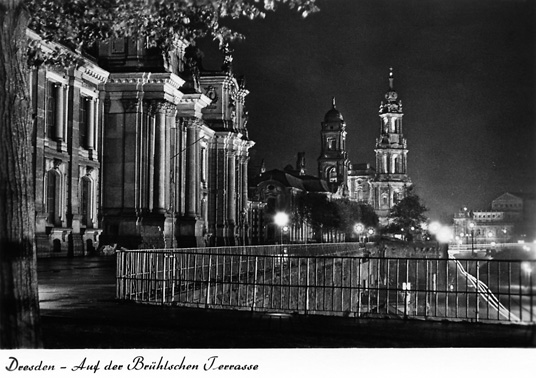 Dresden - Auf der Brühlschen Terrasse